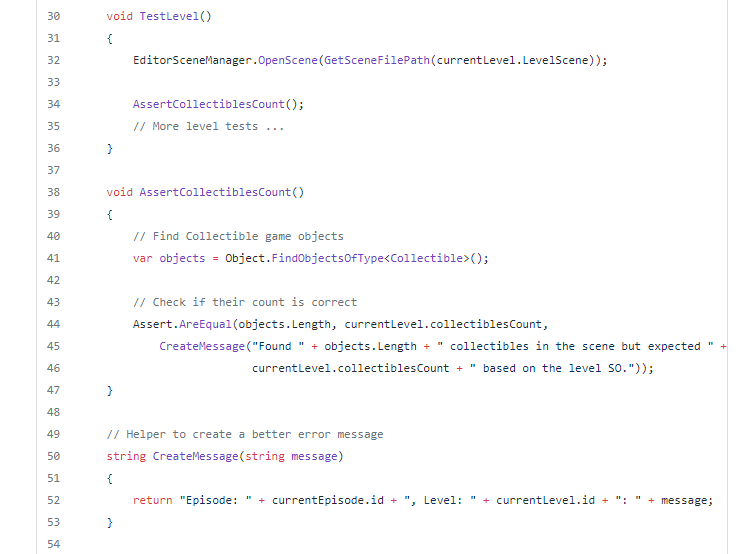 30 void TestLevel()
31 {
32 EditorSceneManager.OpenScene(GetSceneFilePath(currentLevel.LevelScene));
33
34 AssertCollectiblesCount();
35 // More level tests ...
36 }
37
38 void AssertCollectiblesCount()
39 {
40 // Find Collectible game objects
41 var objects = Object.FindObjectsOfType<Collectible>();
42
43 // Check if their count is correct
44 Assert.AreEqual(objects.Length, currentLevel.collectiblesCount,
45 CreateMessage("Found " + objects.Length + " collectibles in the scene but expected " +
46 currentLevel.collectiblesCount + " based on the level SO."));
47 }
48
49 // Helper to create a better error message
50 string CreateMessage(string message)
51 {
52 return "Episode: " + currentEpisode.id + ", Level: " + currentLevel.id + ": " + message;
53 }
54